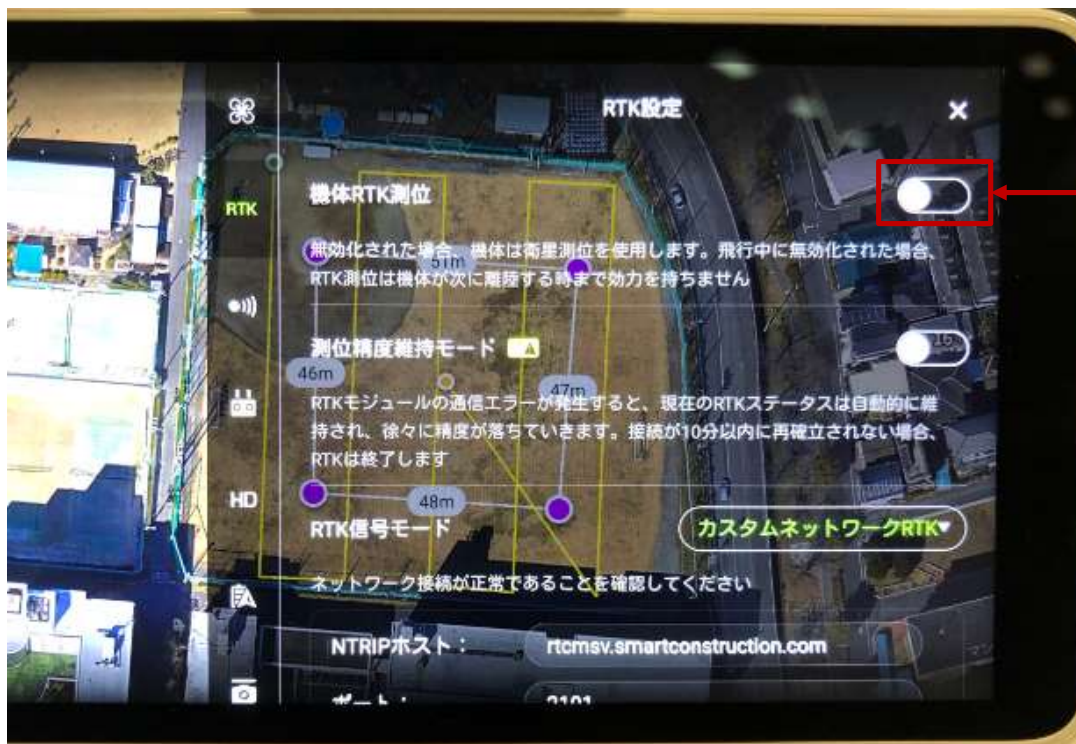 RTK設定
×
RTK
機体RTK測位
無効化された場合、機体は衛星測位を使用します。飛行中に無効化された場合、
51m
RTK測位は機体が次に離陸する時まで効力を持ちません
測位精度維持モード
16
46m
47m
RTKモジュールの通信エラーが発生すると、現在のRTKステータスは自動的に維
持され、徐々に精度が落ちていきます。接続が10分以内に再確立されない場合、
RTKは終了します
HD
48m
RTK信号モード
カスタムネットワークRTK▼
ネットワーク接続が正常であることを確認してください
NTRIPホスト：
rtcmsv.smartconstruction.com
ポート：
2101